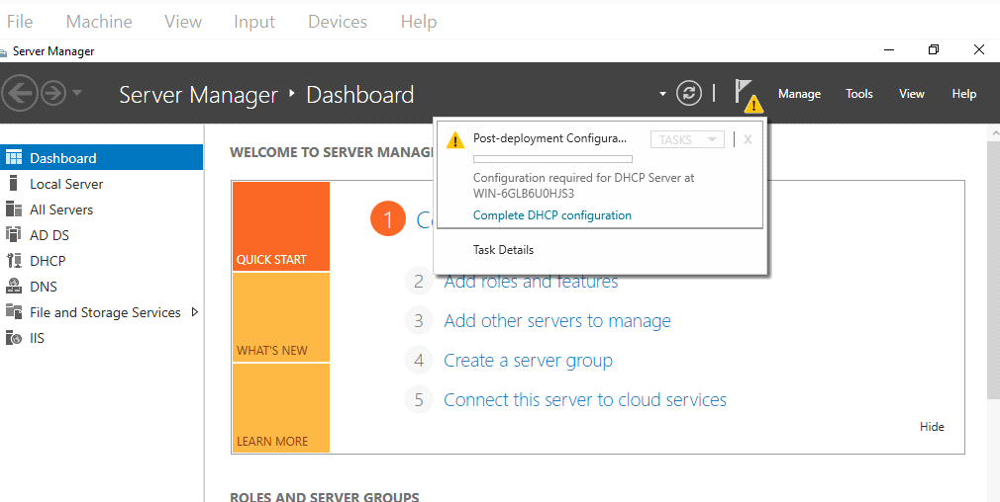 File Machine View Input Devices Help
Server Manager
Server Manager Dashboard
Manage Tools View Help
Post-deployment Configura... TASKS X
Configuration required for DHCP Server at
WIN-6GLB6U0HJS3
Complete DHCP configuration
Task Details
Dashboard
Local Server
All Servers
AD DS
DHCP
DNS
File and Storage Services
IIS
WELCOME TO SERVER MANAG
QUICK START
WHAT'S NEW
LEARN MORE
1
2 Add roles and features
3 Add other servers to manage
4 Create a server group
5 Connect this server to cloud services
Hide
ROLES AND SERVER GROUPS